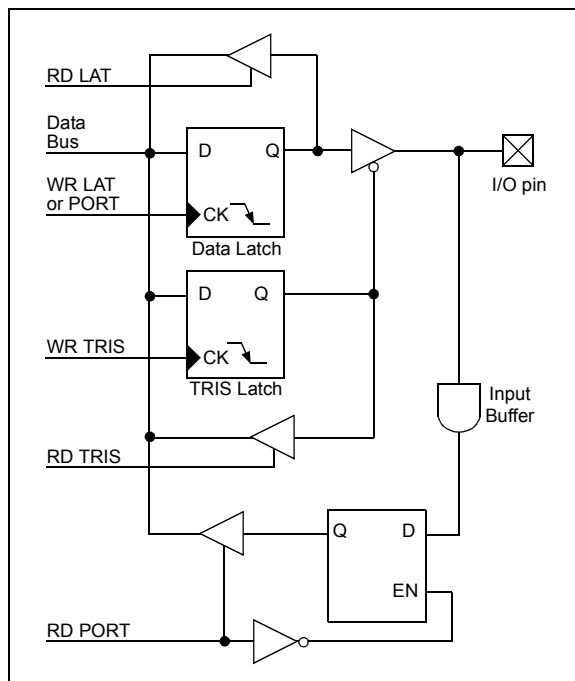 RD LAT
Data
Bus
D
Q
WR LAT
or PORT
CK
Data Latch
I/O pin
D
Q
WR TRIS
CK
TRIS Latch
Input
Buffer
RD TRIS
Q
D
EN
RD PORT